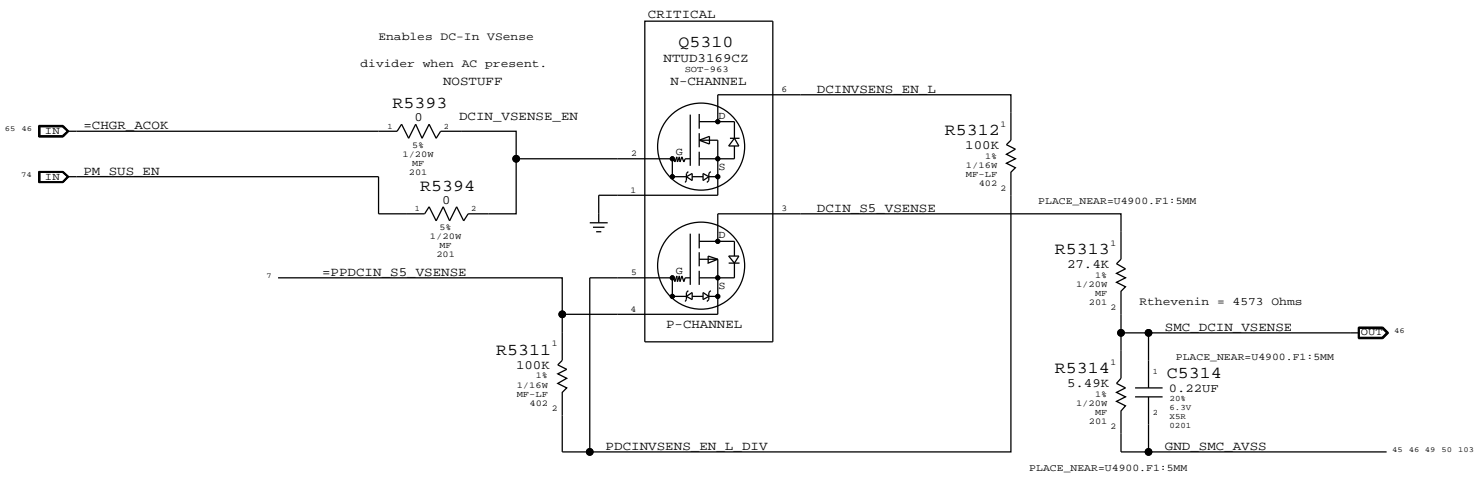 CRITICAL
Enables DC-In VSense
divider when AC present.
NOSTUFF
Q5310
NTUD3169CZ
SOT-963
N-CHANNEL
R5393
0
DCIN_VSENSE_EN
65 46 IN =CHGR_ACOK
1 2
5%
1/20W
MF
201
74 IN PM_SUS_EN
R5394
0
1 2
5%
1/20W
MF
201
6 DCINVSENS_EN_L
D
G
S
2
1
R5312
100K
1%
1/16W
MF-LF
402
1
2
3 DCIN_S5_VSENSE
PLACE_NEAR=U4900.F1:5MM
7 =PPDCIN_S5_VSENSE
D
G
S
5
4
P-CHANNEL
R5313
27.4K
1%
1/20W
MF
201
1
2
Rthevenin = 4573 Ohms
SMC_DCIN_VSENSE OUT 46
R5311
100K
1%
1/16W
MF-LF
402
1
2
PLACE_NEAR=U4900.F1:5MM
R5314
5.49K
1%
1/20W
MF
201
1
2
C5314
0.22UF
20%
6.3V
X5R
0201
1
2
PDCINVSENS_EN_L_DIV
GND_SMC_AVSS 45 46 49 50 103
PLACE_NEAR=U4900.F1:5MM